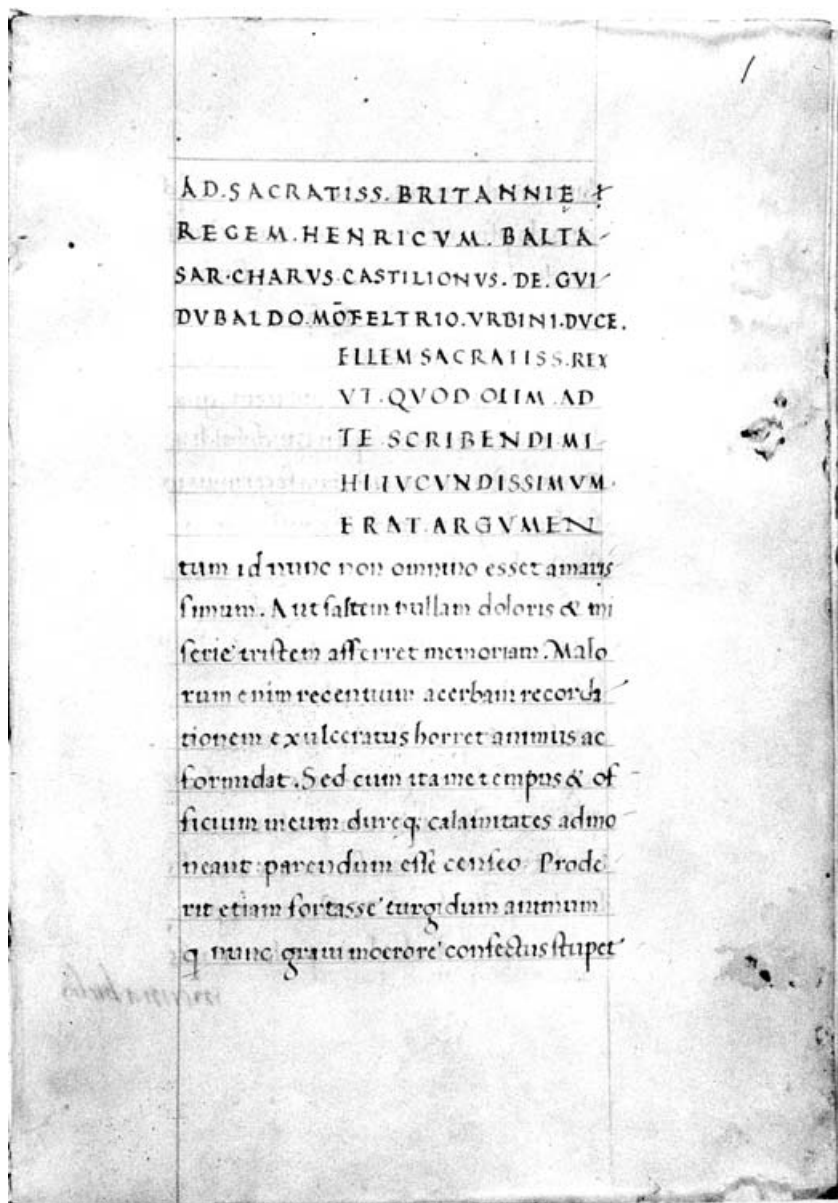 1
AD. SACRATISS. BRITANNIE
REGEM. HENRICVM. BALTA
SAR. CHARVS CASTILIONVS. DE. GVI
DVBALDO. MŌFELTRIO. VRBINI. DVCE.
ELLEM SACRATISS. REX
VT. QVOD OLIM. AD
TE SCRIBENDI MI
HI IVCVNDISSIMVM.
ERAT. ARGVMEN
tum id nunc non omnino esset amaris
simum. Aut saltem nullam doloris & mi
serie tristem afferret memoriam. Malo
rum enim recentium acerbam recorda
tionem exulceratus horret animus ac
formidat. Sed cum ita me tempus & of
ficium meum dureq; calamitates admo
neant parendum esse censeo Prode
rit etiam fortasse turgidum animum
q nunc graui moerore confectus stupet